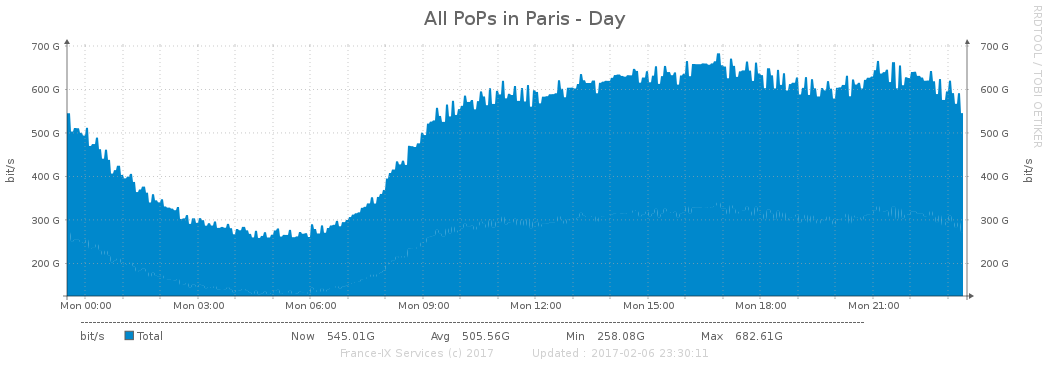 All PoPs in Paris - Day
RRDTOOL / TOBI OETIKER
700 G 700 G
600 G 600 G
500 G 500 G
400 G 400 G
300 G 300 G
200 G 200 G
bit/s bit/s
Mon 00:00 Mon 03:00 Mon 06:00 Mon 09:00 Mon 12:00 Mon 15:00 Mon 18:00 Mon 21:00
bit/s Total Now 545.01G Avg 505.56G Min 258.08G Max 682.61G
France-IX Services (c) 2017 Updated : 2017-02-06 23:30:11